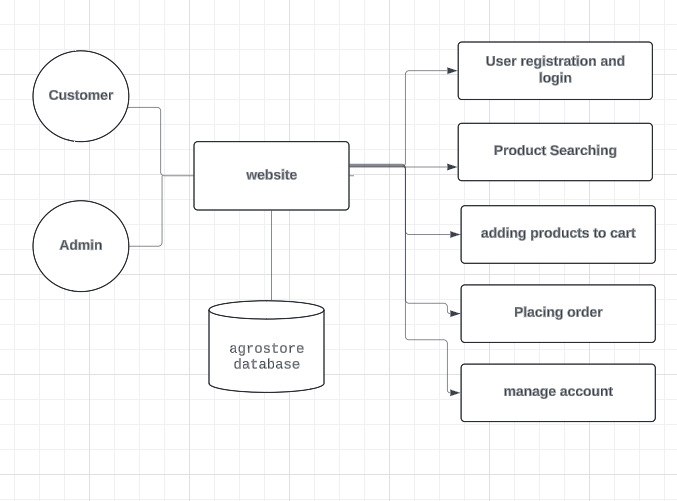 Customer
Admin
website
agrostore
database
User registration and
login
Product Searching
adding products to cart
Placing order
manage account